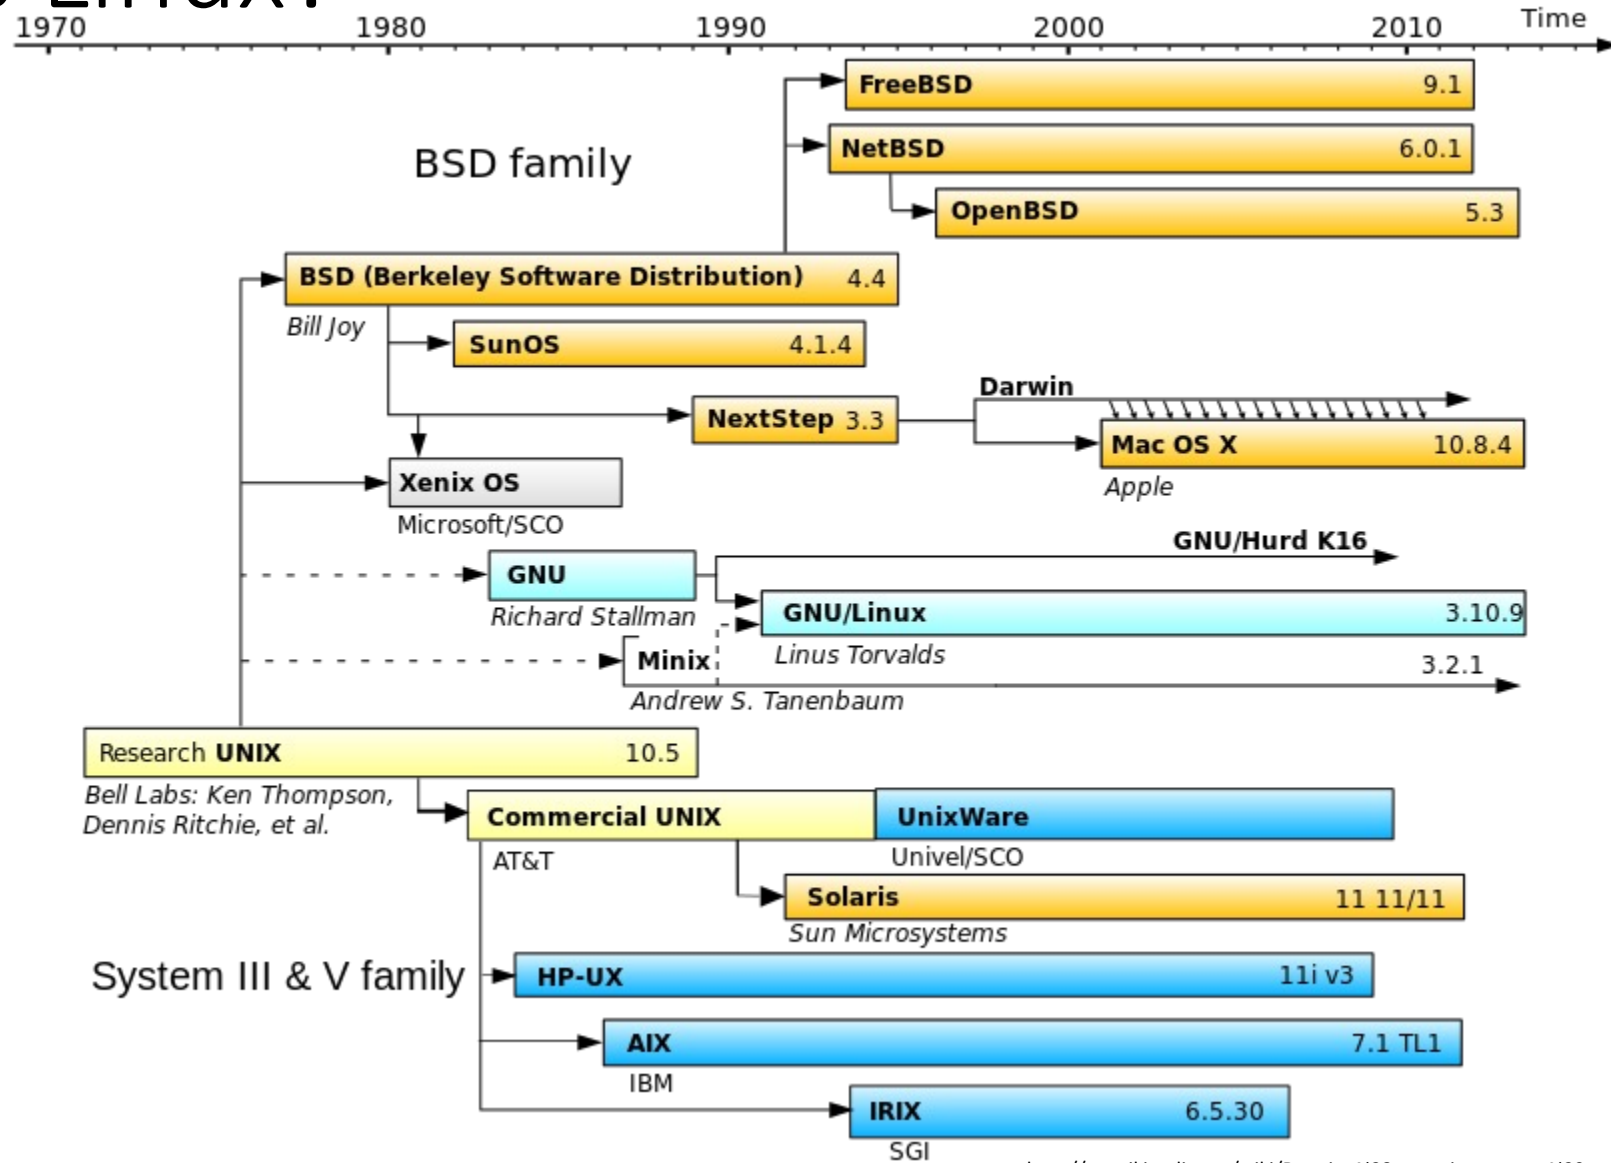 Linux?
1970 1980 1990 2000 2010 Time
FreeBSD 9.1
NetBSD 6.0.1
BSD family
OpenBSD 5.3
BSD (Berkeley Software Distribution) 4.4
Bill Joy
SunOS 4.1.4
Darwin
NextStep 3.3
Mac OS X 10.8.4
Apple
Xenix OS
Microsoft/SCO
GNU/Hurd K16
GNU
Richard Stallman
GNU/Linux 3.10.9
Linus Torvalds
Minix 3.2.1
Andrew S. Tanenbaum
Research UNIX 10.5
Bell Labs: Ken Thompson,
Dennis Ritchie, et al.
Commercial UNIX
UnixWare
AT&T
Univel/SCO
Solaris 11 11/11
Sun Microsystems
System III & V family
HP-UX 11i v3
AIX 7.1 TL1
IBM
IRIX 6.5.30
SGI